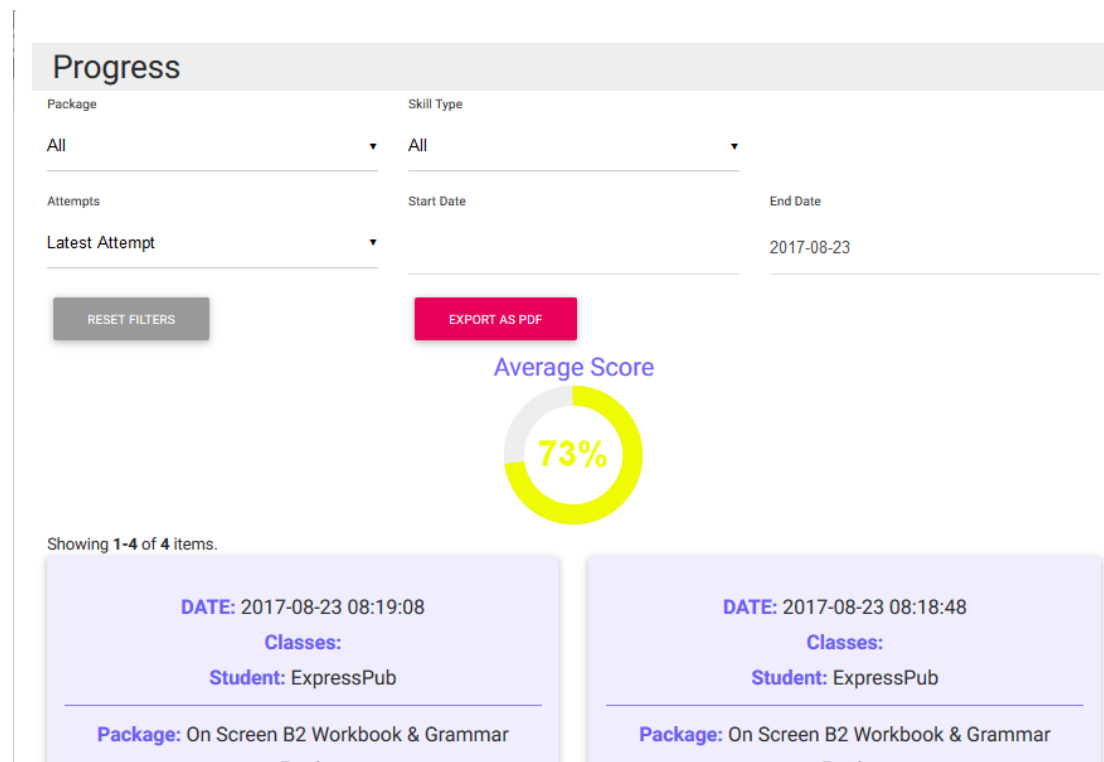 Progress
Package
Skill Type
All
All
Attempts
Start Date
End Date
Latest Attempt
2017-08-23
RESET FILTERS
EXPORT AS PDF
Average Score
73%
Showing 1-4 of 4 items.
DATE: 2017-08-23 08:19:08
Classes:
Student: ExpressPub
Package: On Screen B2 Workbook & Grammar
DATE: 2017-08-23 08:18:48
Classes:
Student: ExpressPub
Package: On Screen B2 Workbook & Grammar